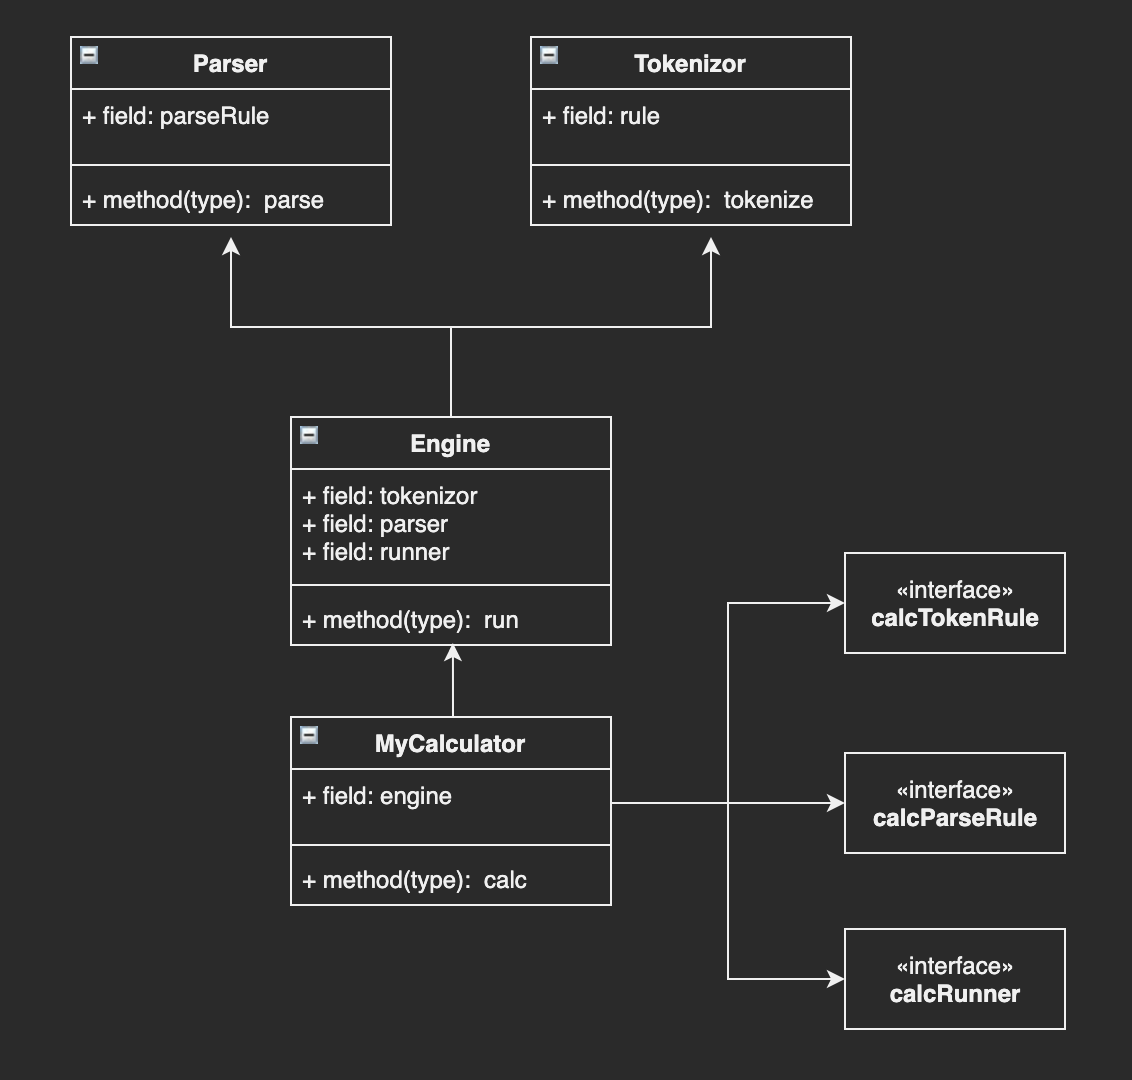 Parser
+ field: parseRule
+ method(type):  parse
Tokenizor
+ field: rule
+ method(type):  tokenize
Engine
+ field: tokenizor
+ field: parser
+ field: runner
+ method(type):  run
MyCalculator
+ field: engine
+ method(type):  calc
«interface»
calcTokenRule
«interface»
calcParseRule
«interface»
calcRunner